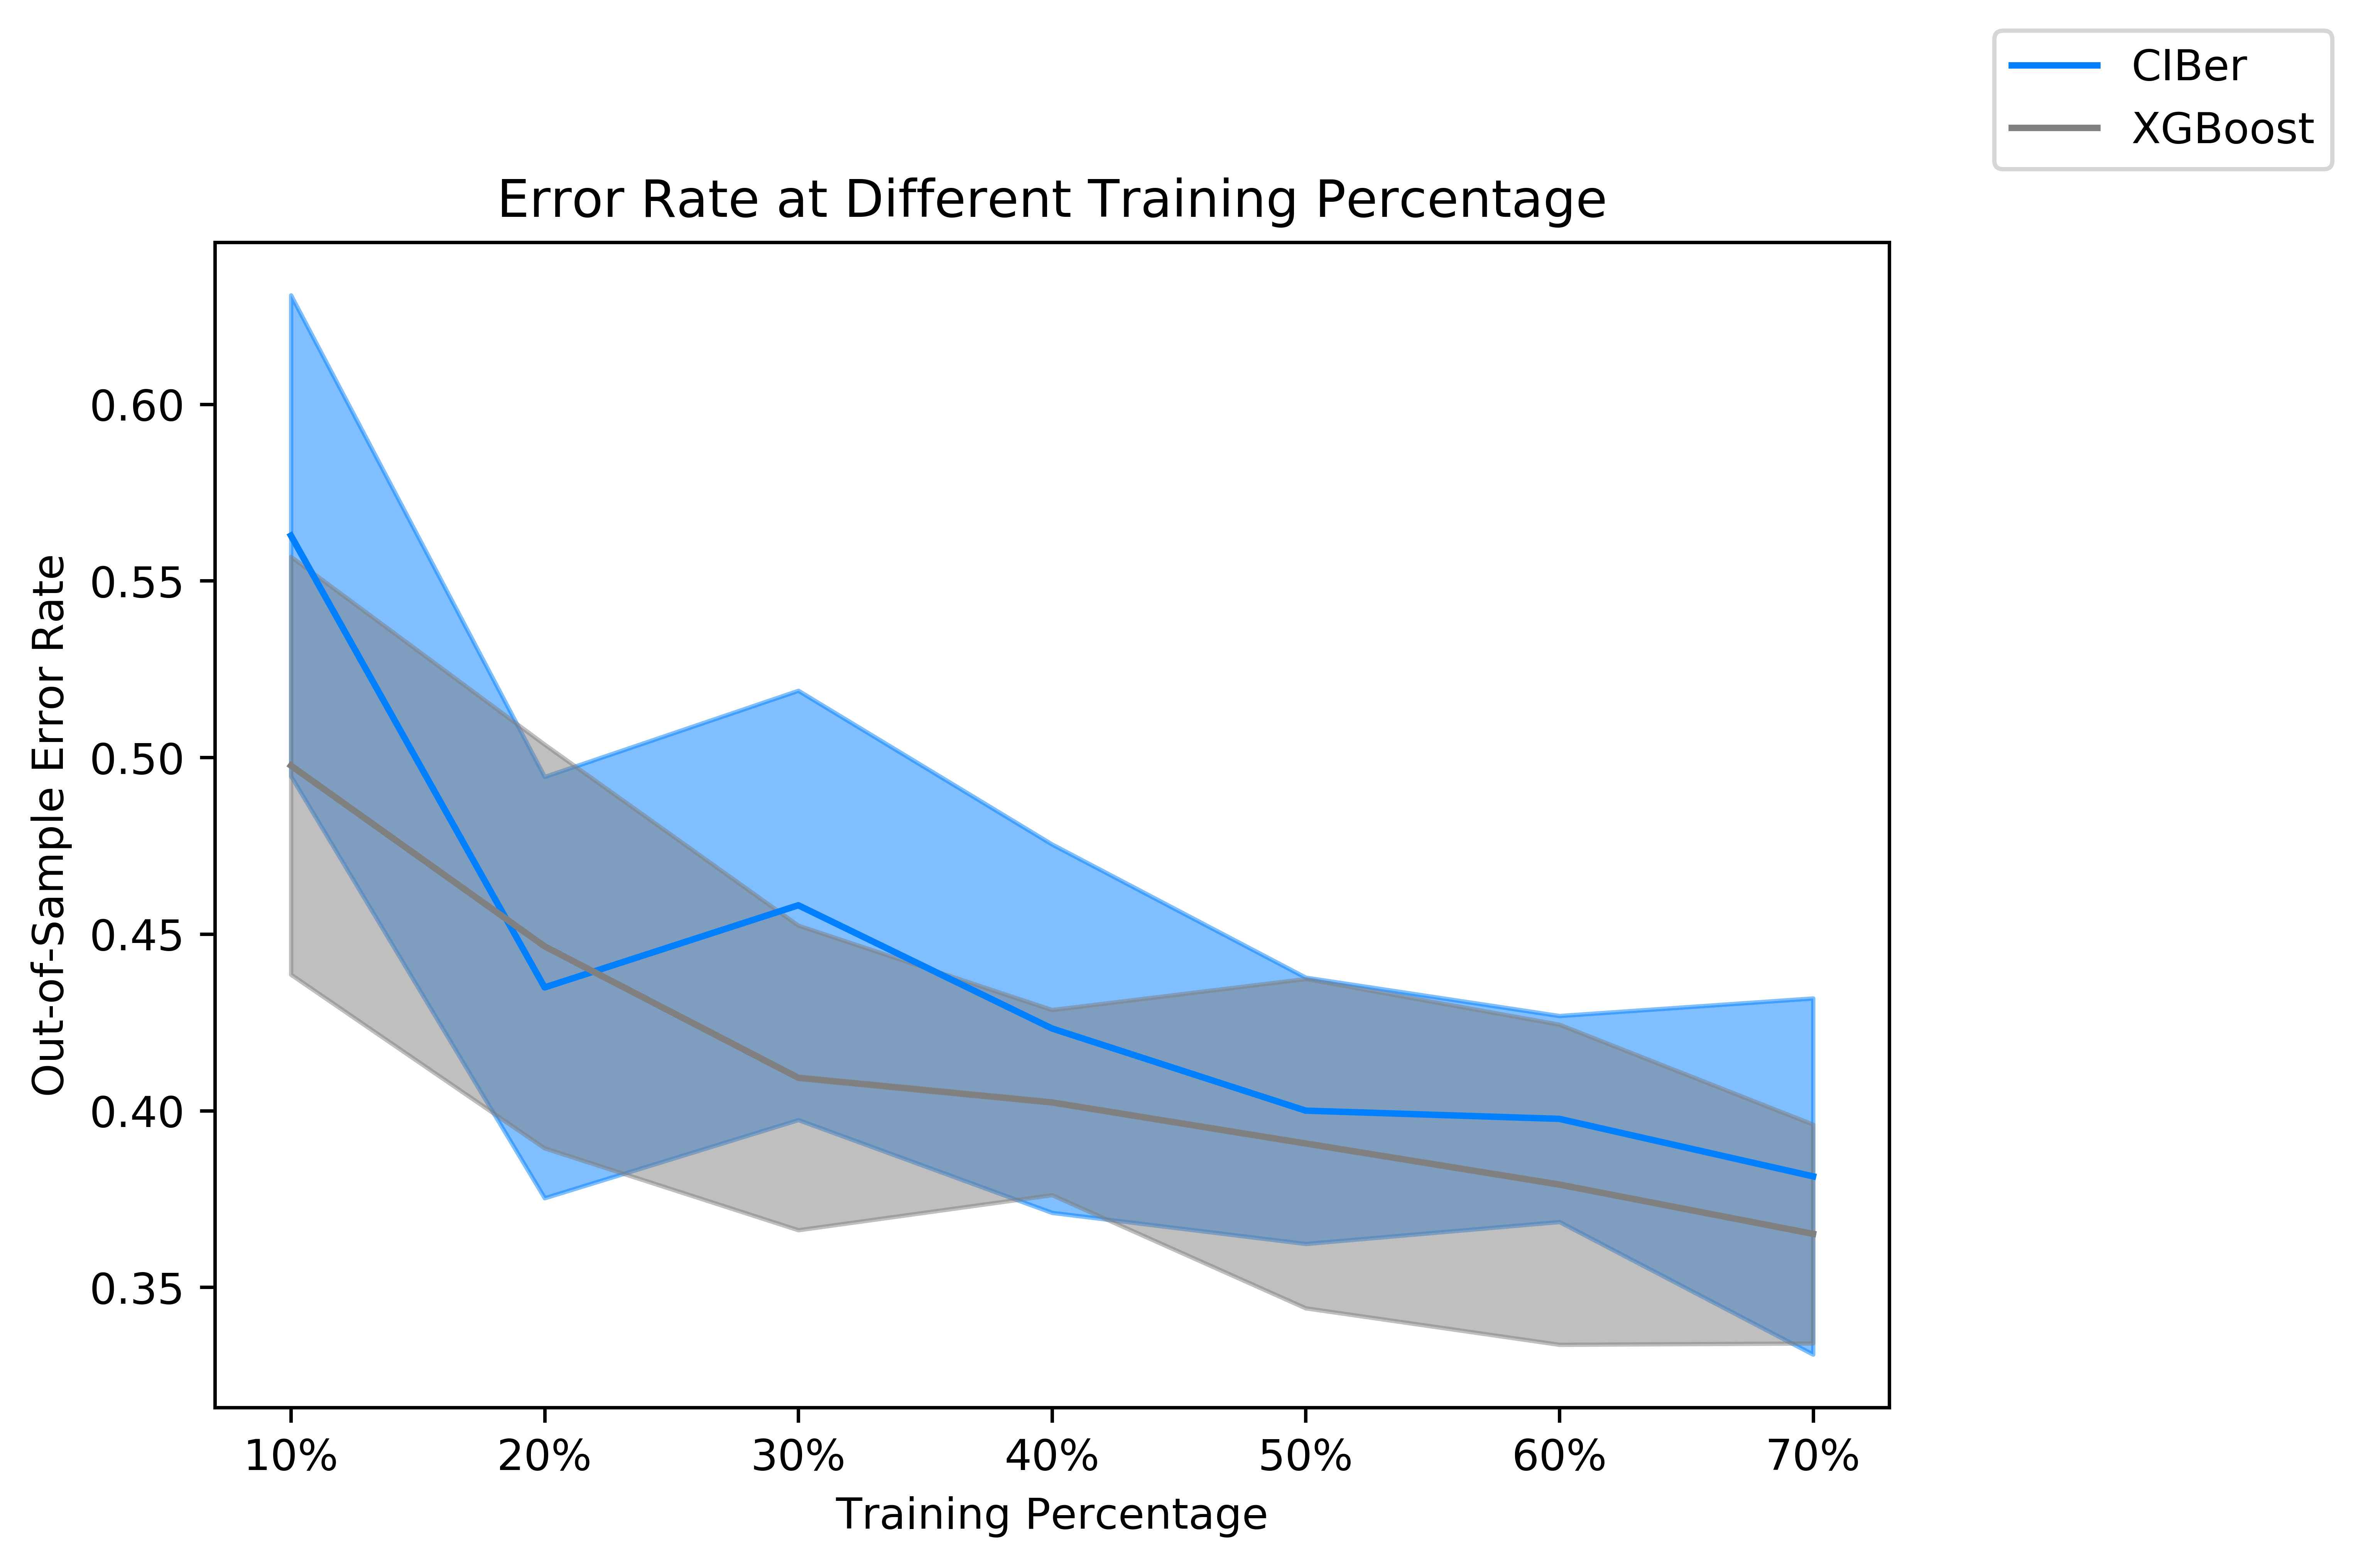 CIBer
XGBoost
Error Rate at Different Training Percentage
Out-of-Sample Error Rate
0.60
0.55
0.50
0.45
0.40
0.35
10% 20% 30% 40% 50% 60% 70%
Training Percentage